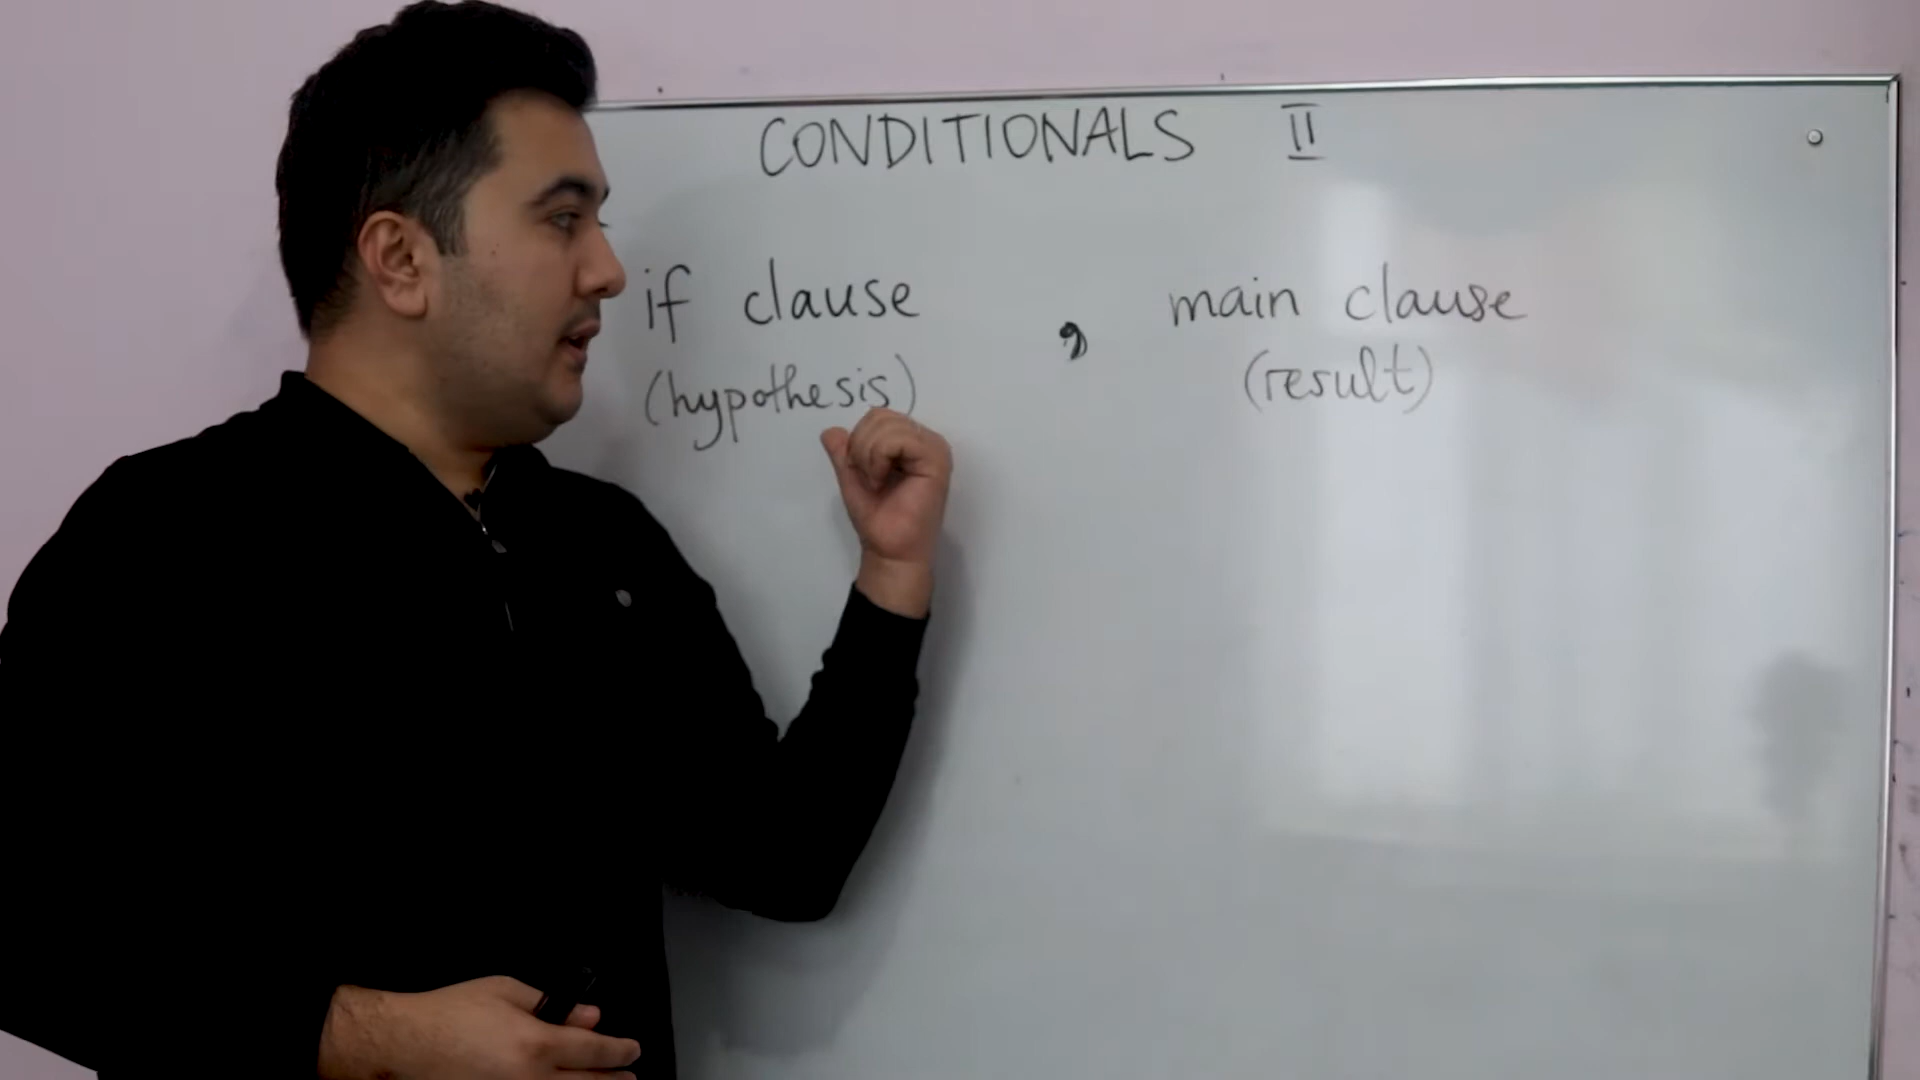 CONDITIONALS II
if clause , main clause
(hypothesis) (result)